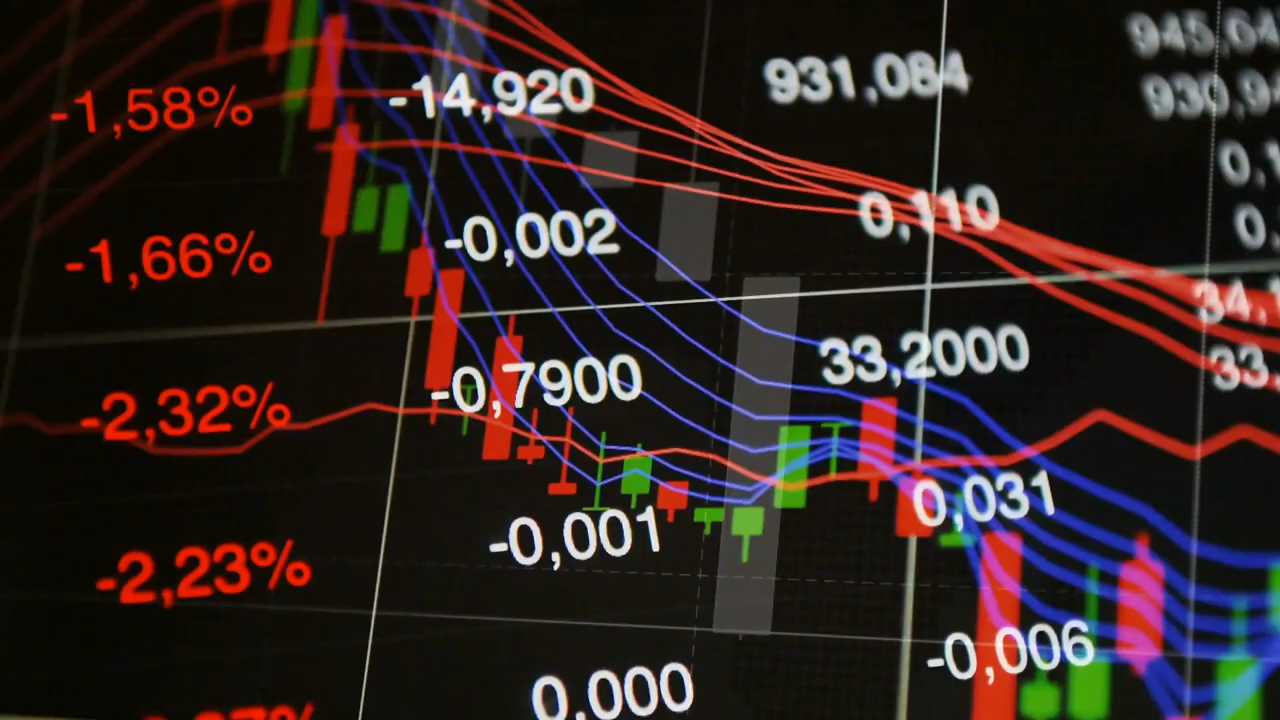 -1,58% -14,920 931,084
-1,66% -0,002 0,110
-2,32% -0,7900 33,2000
-2,23% -0,001 0,031
0,000 -0,006